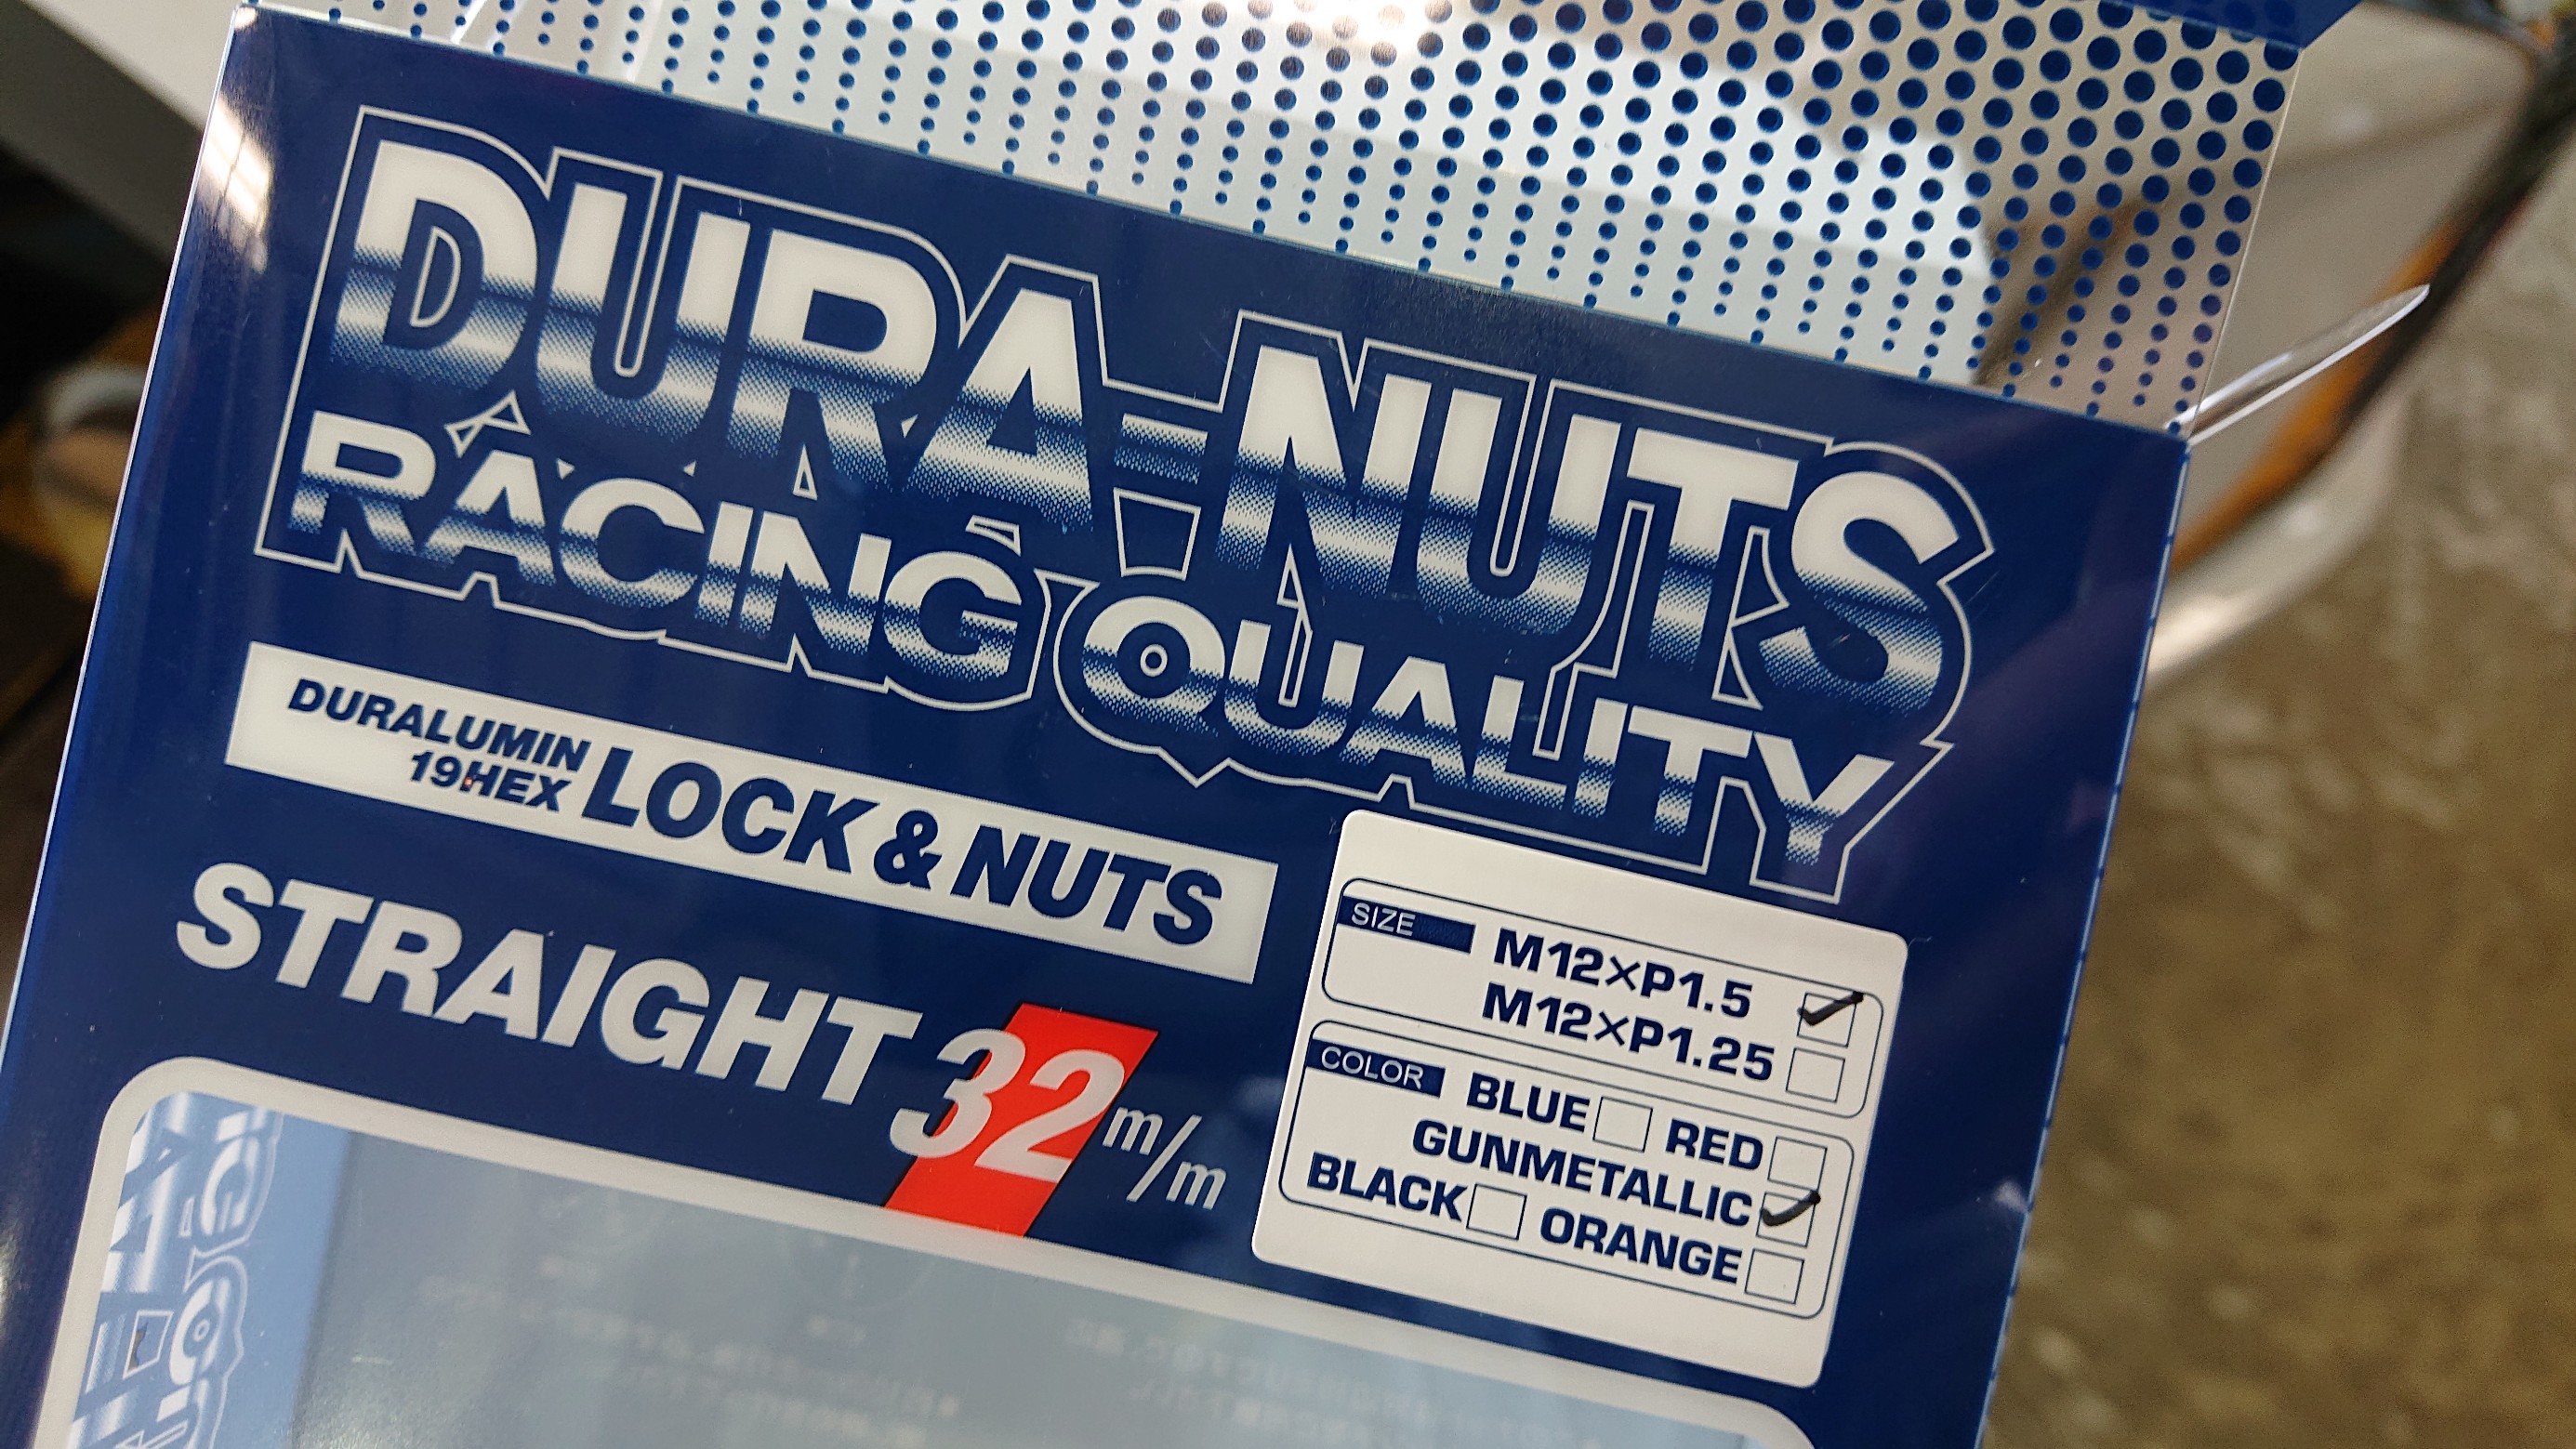 DURA-NUTS
RACING QUALITY
DURALUMIN
19HEX
LOCK & NUTS
STRAIGHT 32 m/m
SIZE
M12×P1.5
M12×P1.25
COLOR
BLUE RED
GUNMETALLIC
BLACK ORANGE